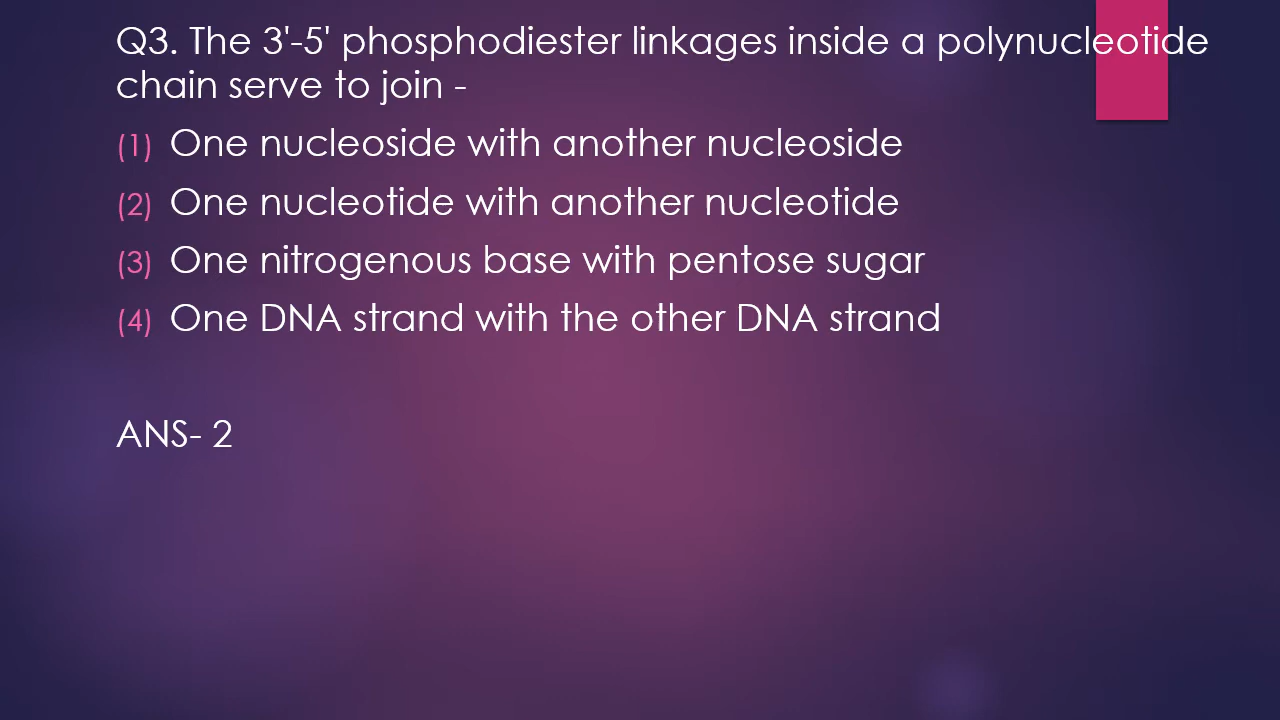 Q3. The 3'-5' phosphodiester linkages inside a polynucleotide
chain serve to join -
(1) One nucleoside with another nucleoside
(2) One nucleotide with another nucleotide
(3) One nitrogenous base with pentose sugar
(4) One DNA strand with the other DNA strand
ANS- 2